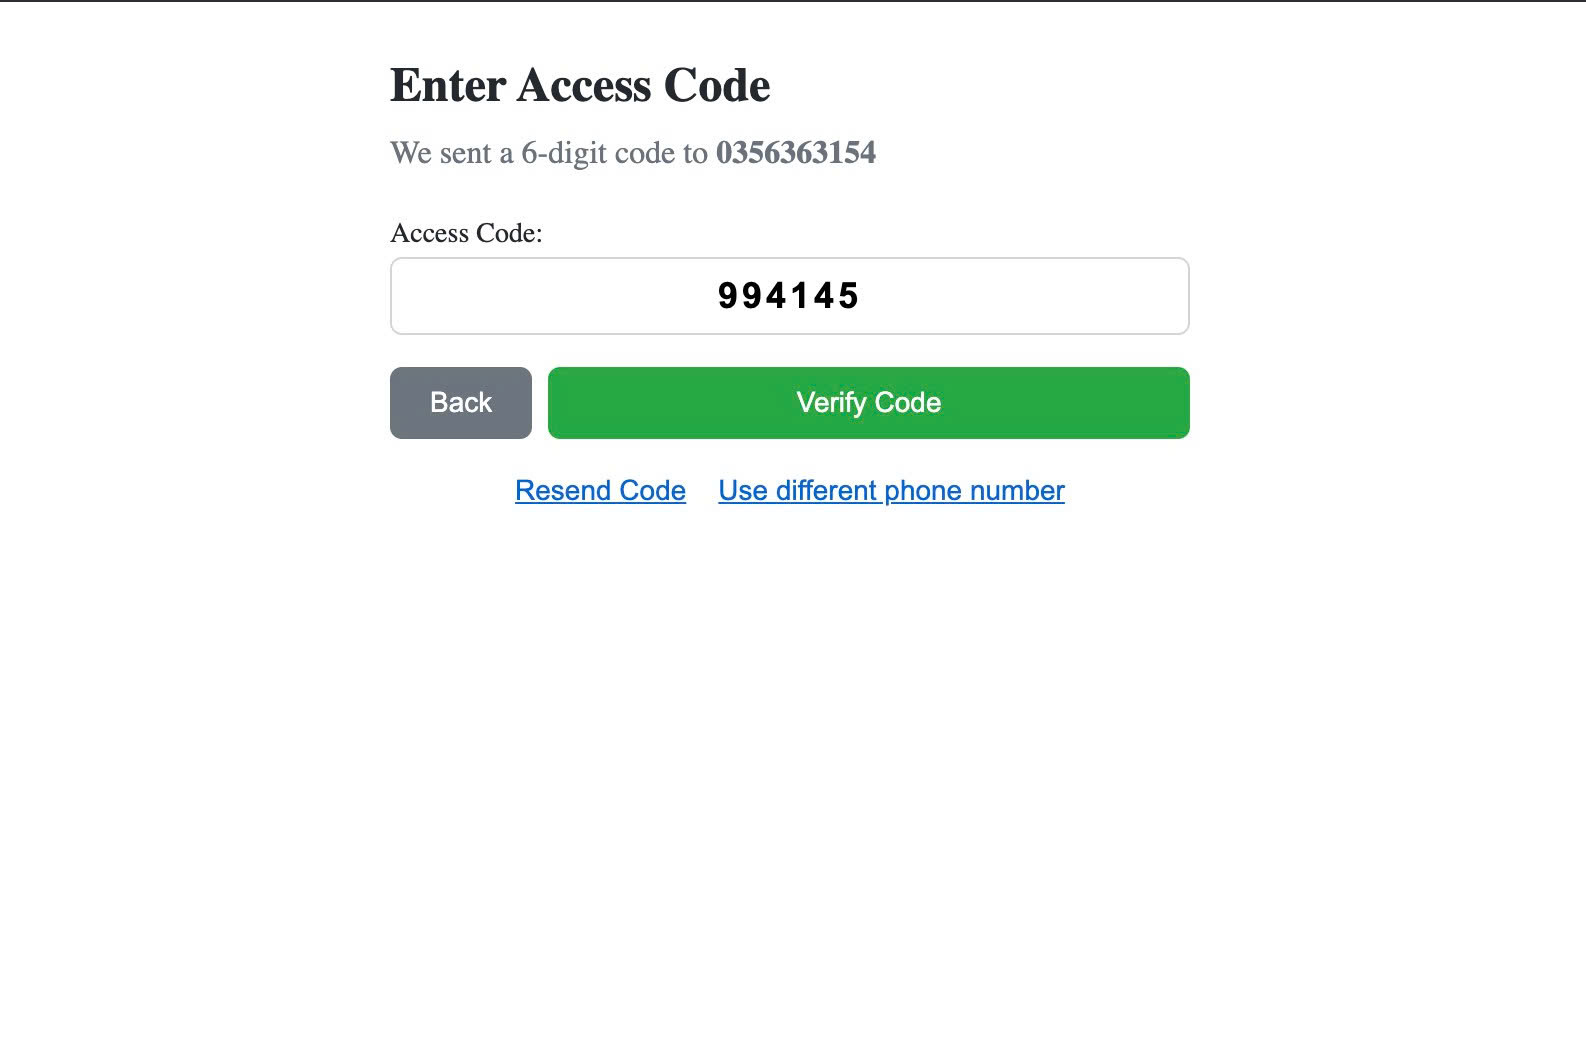 Enter Access Code
We sent a 6-digit code to 0356363154
Access Code:
994145
Back
Verify Code
Resend Code
Use different phone number